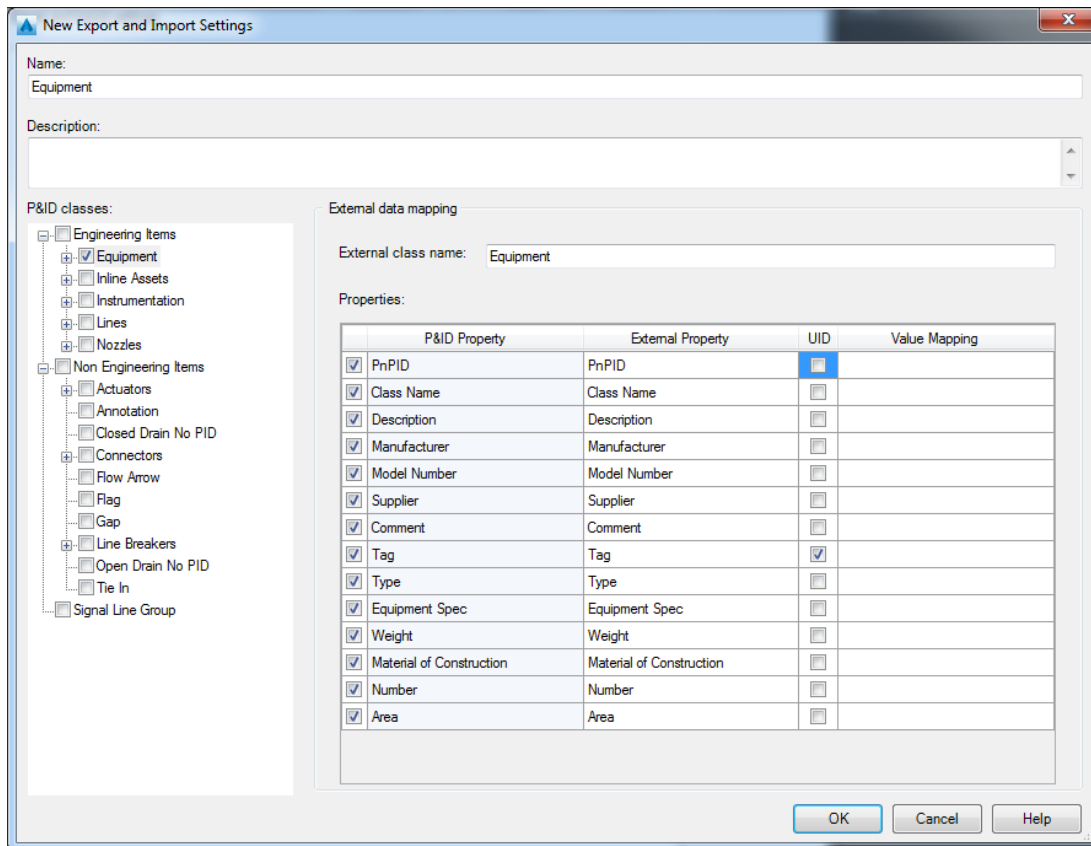 New Export and Import Settings
Name:
Equipment
Description:
P&ID classes:
Engineering Items
Equipment
Inline Assets
Instrumentation
Lines
Nozzles
Non Engineering Items
Actuators
Annotation
Closed Drain No PID
Connectors
Flow Arrow
Flag
Gap
Line Breakers
Open Drain No PID
Tie In
Signal Line Group
External data mapping
External class name: Equipment
Properties:
P&ID Property External Property UID Value Mapping
PnPID PnPID
Class Name Class Name
Description Description
Manufacturer Manufacturer
Model Number Model Number
Supplier Supplier
Comment Comment
Tag Tag
Type Type
Equipment Spec Equipment Spec
Weight Weight
Material of Construction Material of Construction
Number Number
Area Area
OK Cancel Help